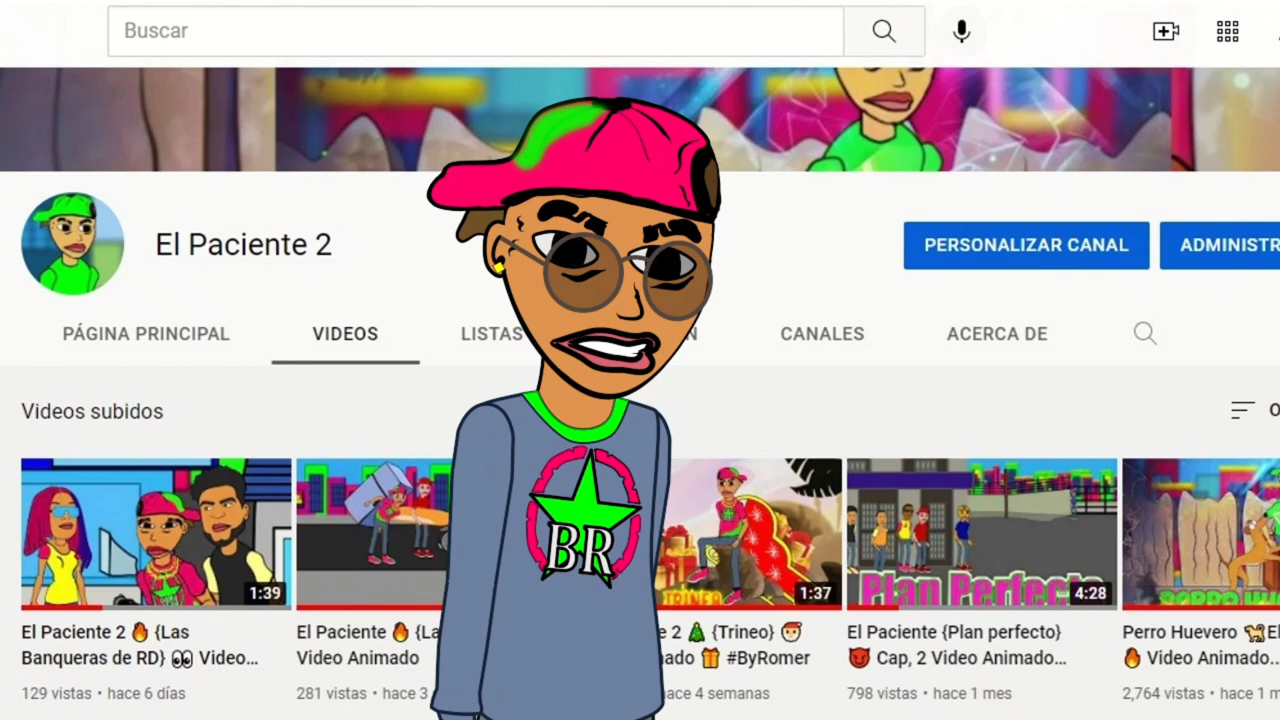 Buscar
El Paciente 2
PERSONALIZAR CANAL
ADMINISTR
PÁGINA PRINCIPAL
VIDEOS
LISTAS
N
CANALES
ACERCA DE
Videos subidos
O
BR
1:39
TRINEO
1:37
Plan Perfecto
4:28
El Paciente 2 🔥 {Las
Banqueras de RD} 👀 Video...
129 vistas • hace 6 días
El Paciente 🔥 {La
Video Animado
281 vistas • hace 3
e 2 🎄 {Trineo} 🎅
ado 🎁 #ByRomer
ace 4 semanas
El Paciente {Plan perfecto}
😈 Cap, 2 Video Animado...
798 vistas • hace 1 mes
Perro Huevero 🐕El
🔥 Video Animado...
2,764 vistas • hace 1 m